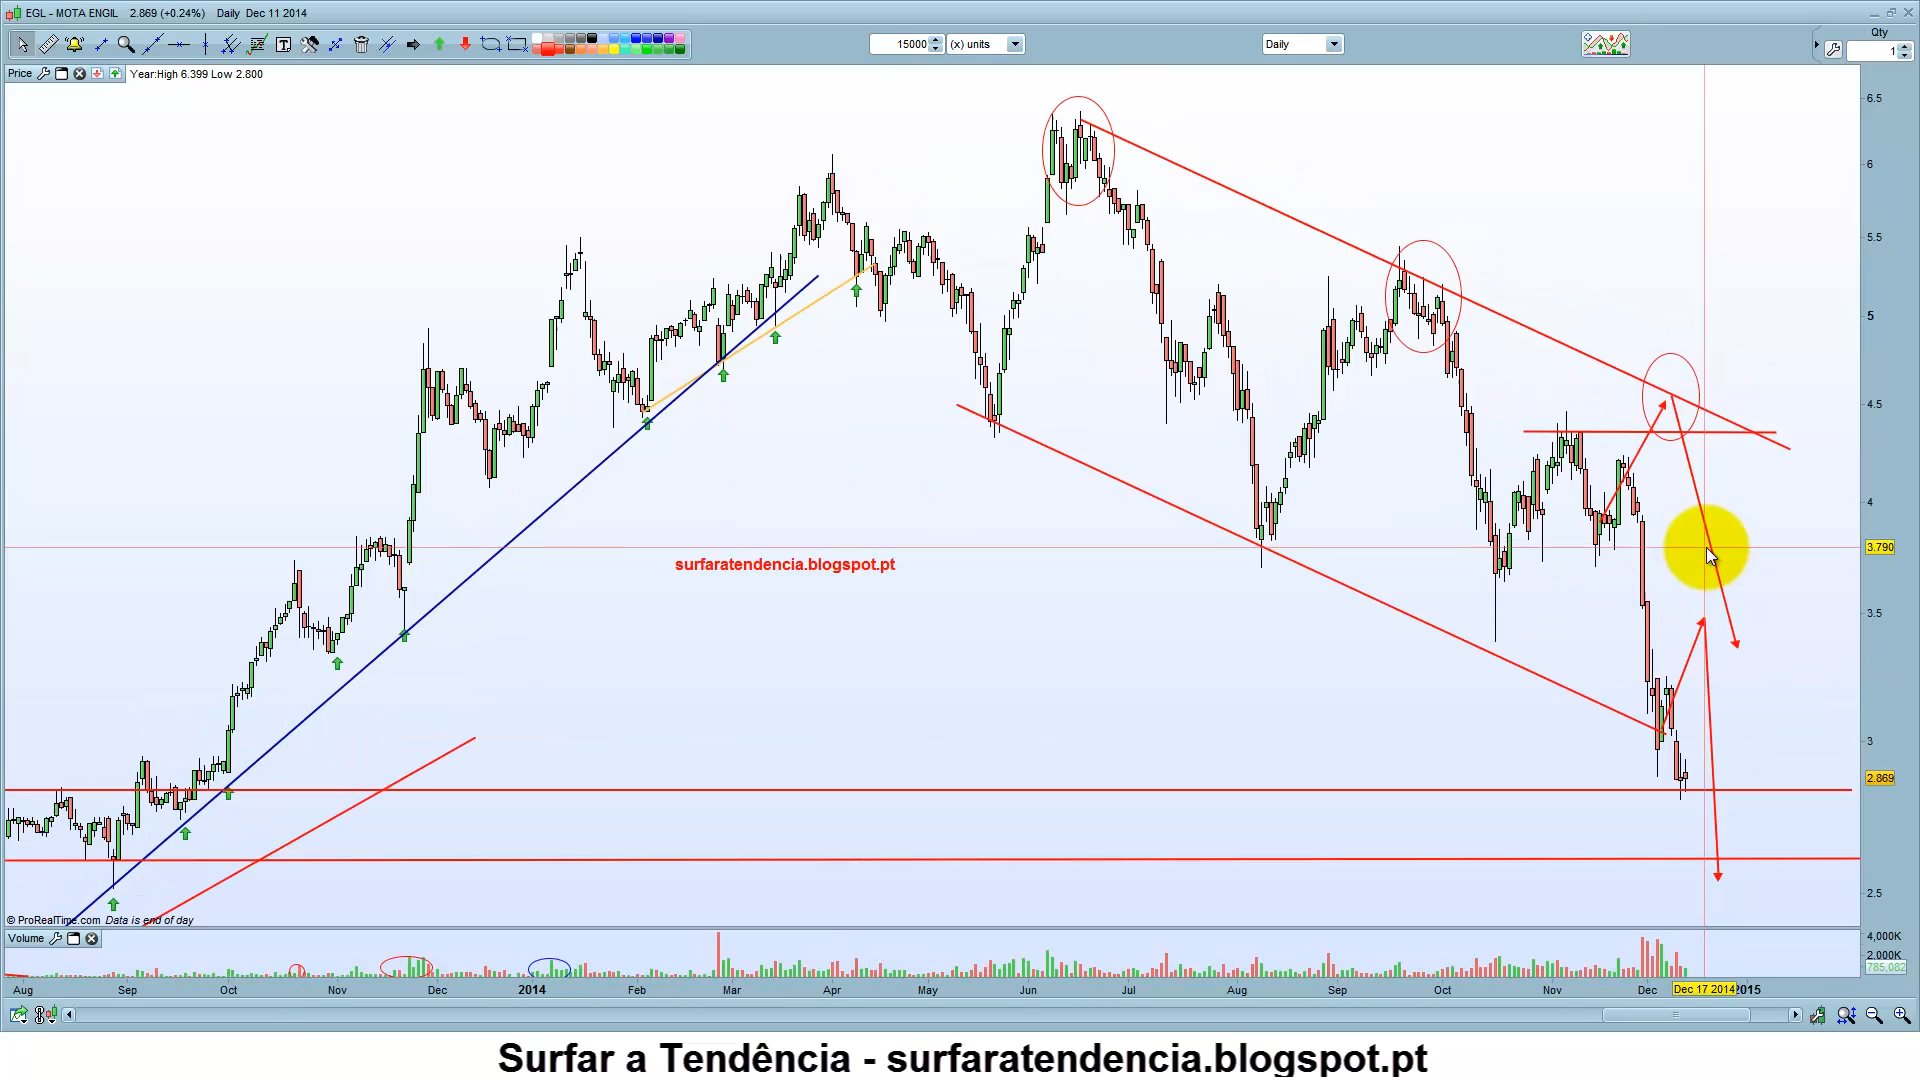 EGL - MOTA ENGIL 2.869 (+0.24%) Daily Dec 11 2014
15000 (x) units Daily Qty
1
Price Year:High 6.399 Low 2.800
6.5
6
5.5
5
4.5
4
3.790
surfaratendencia.blogspot.pt
3.5
3
2.869
2.5
© ProRealTime.com Data is end of day
Volume
4,000K
2,000K
785,082
Aug Sep Oct Nov Dec 2014 Feb Mar Apr May Jun Jul Aug Sep Oct Nov Dec Dec 17 2014 2015
Surfar a Tendência - surfaratendencia.blogspot.pt